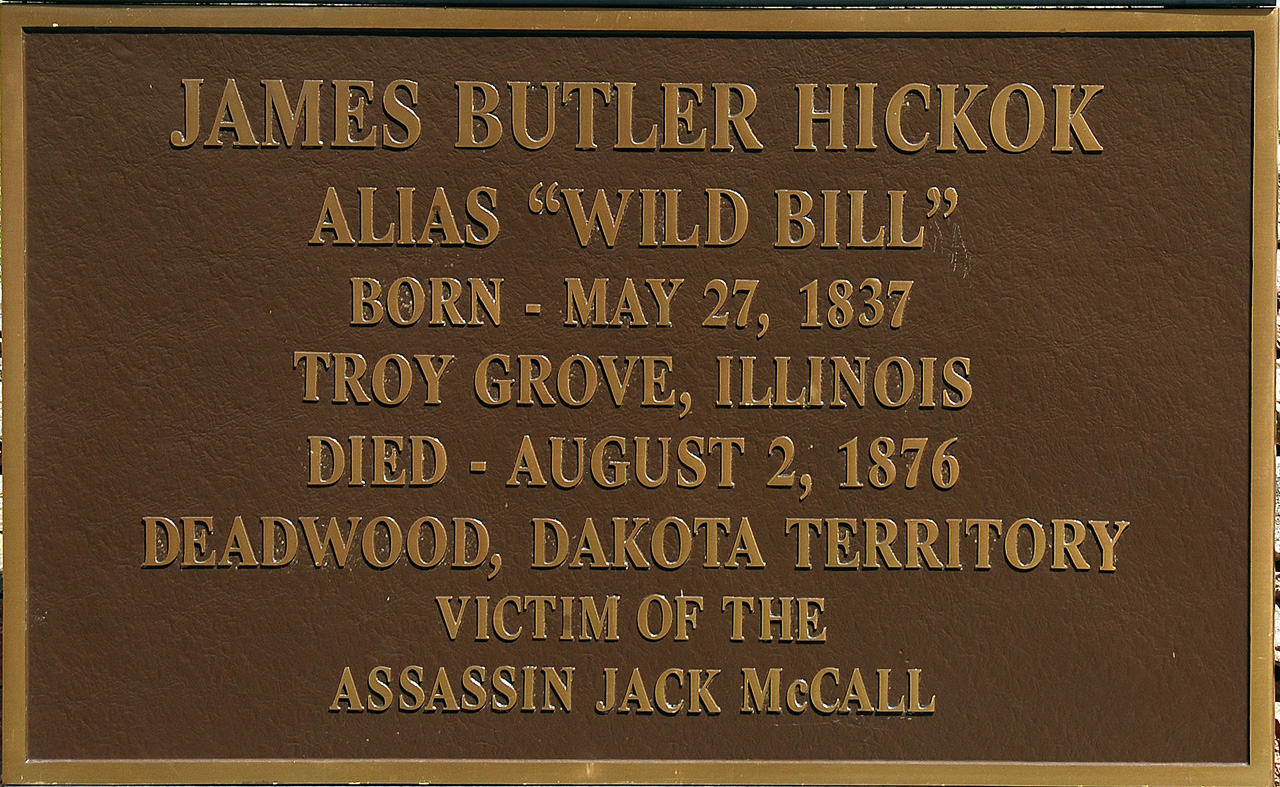 JAMES BUTLER HICKOK
ALIAS “WILD BILL”
BORN - MAY 27, 1837
TROY GROVE, ILLINOIS
DIED - AUGUST 2, 1876
DEADWOOD, DAKOTA TERRITORY
VICTIM OF THE
ASSASSIN JACK McCALL